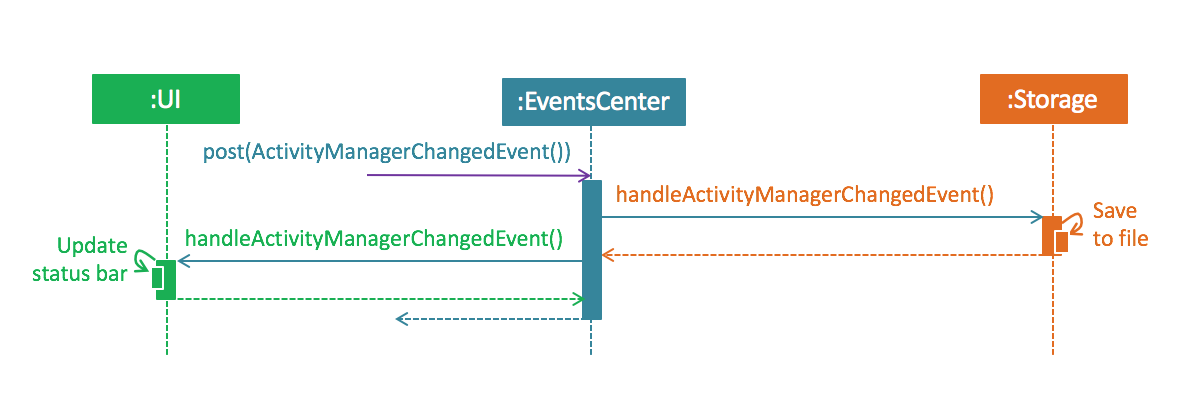 :UI
:EventsCenter
:Storage
post(ActivityManagerChangedEvent())
handleActivityManagerChangedEvent()
Save
to file
handleActivityManagerChangedEvent()
Update
status bar